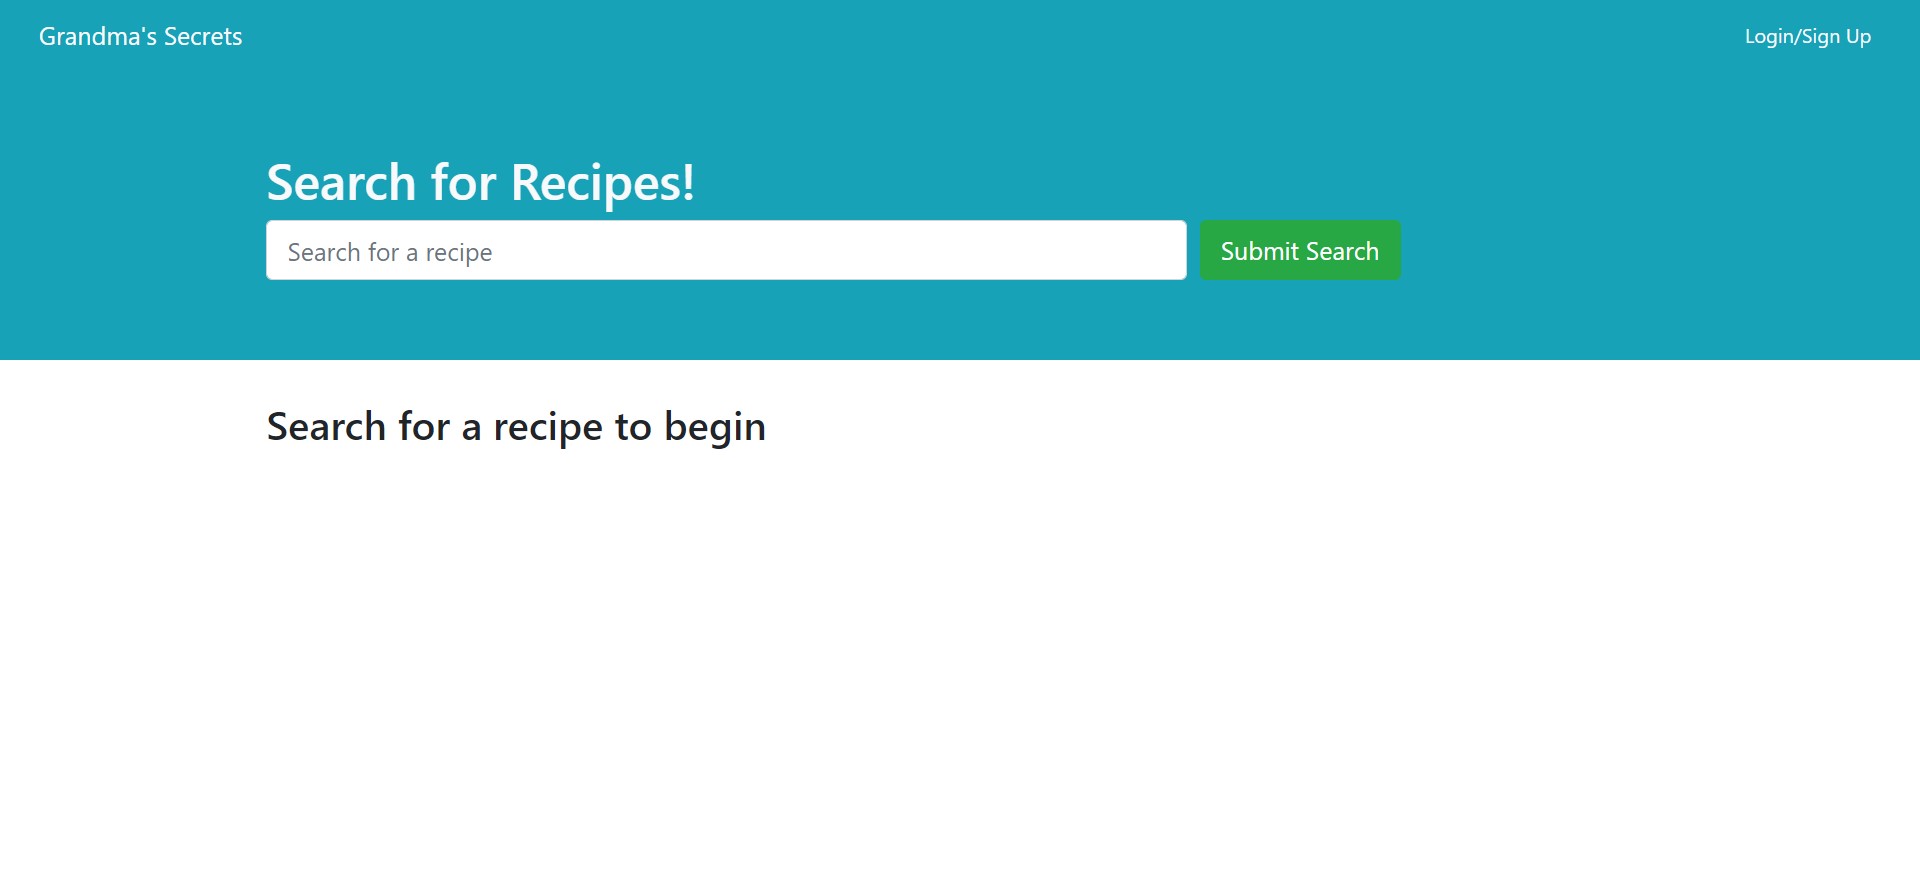 Grandma's Secrets
Login/Sign Up
Search for Recipes!
Search for a recipe
Submit Search
Search for a recipe to begin